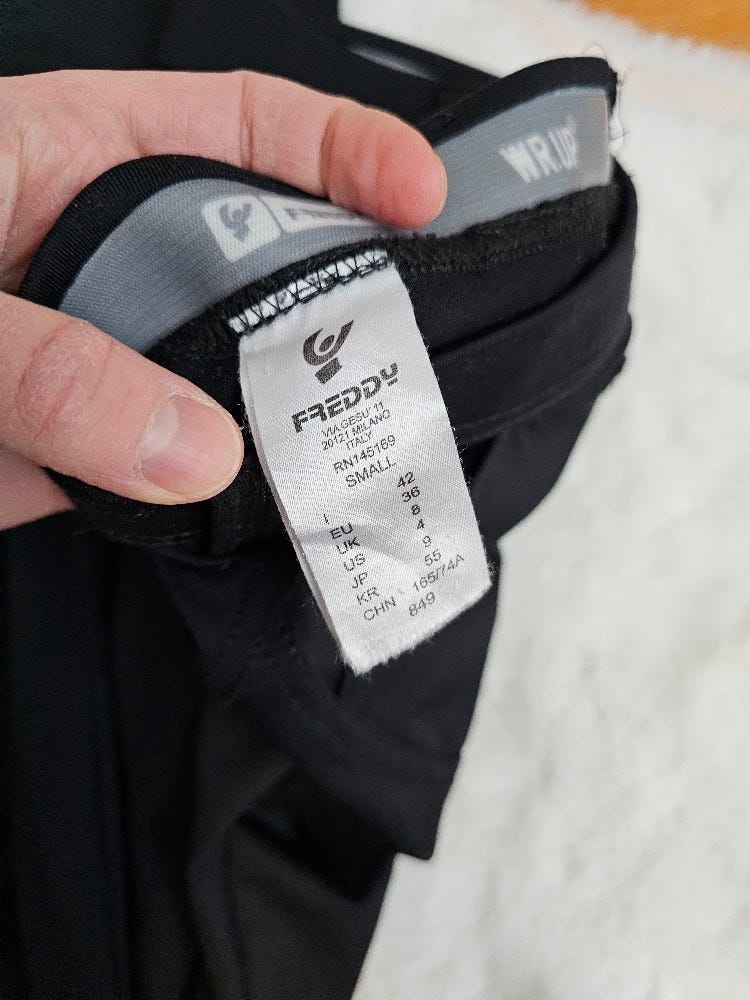 WR.UP
FREDDY
VIA GESU' 11
20121 MILANO
ITALY
RN145169
SMALL
I 42
EU 36
UK 8
US 4
JP 9
KR 55
CHN 165/74A
849